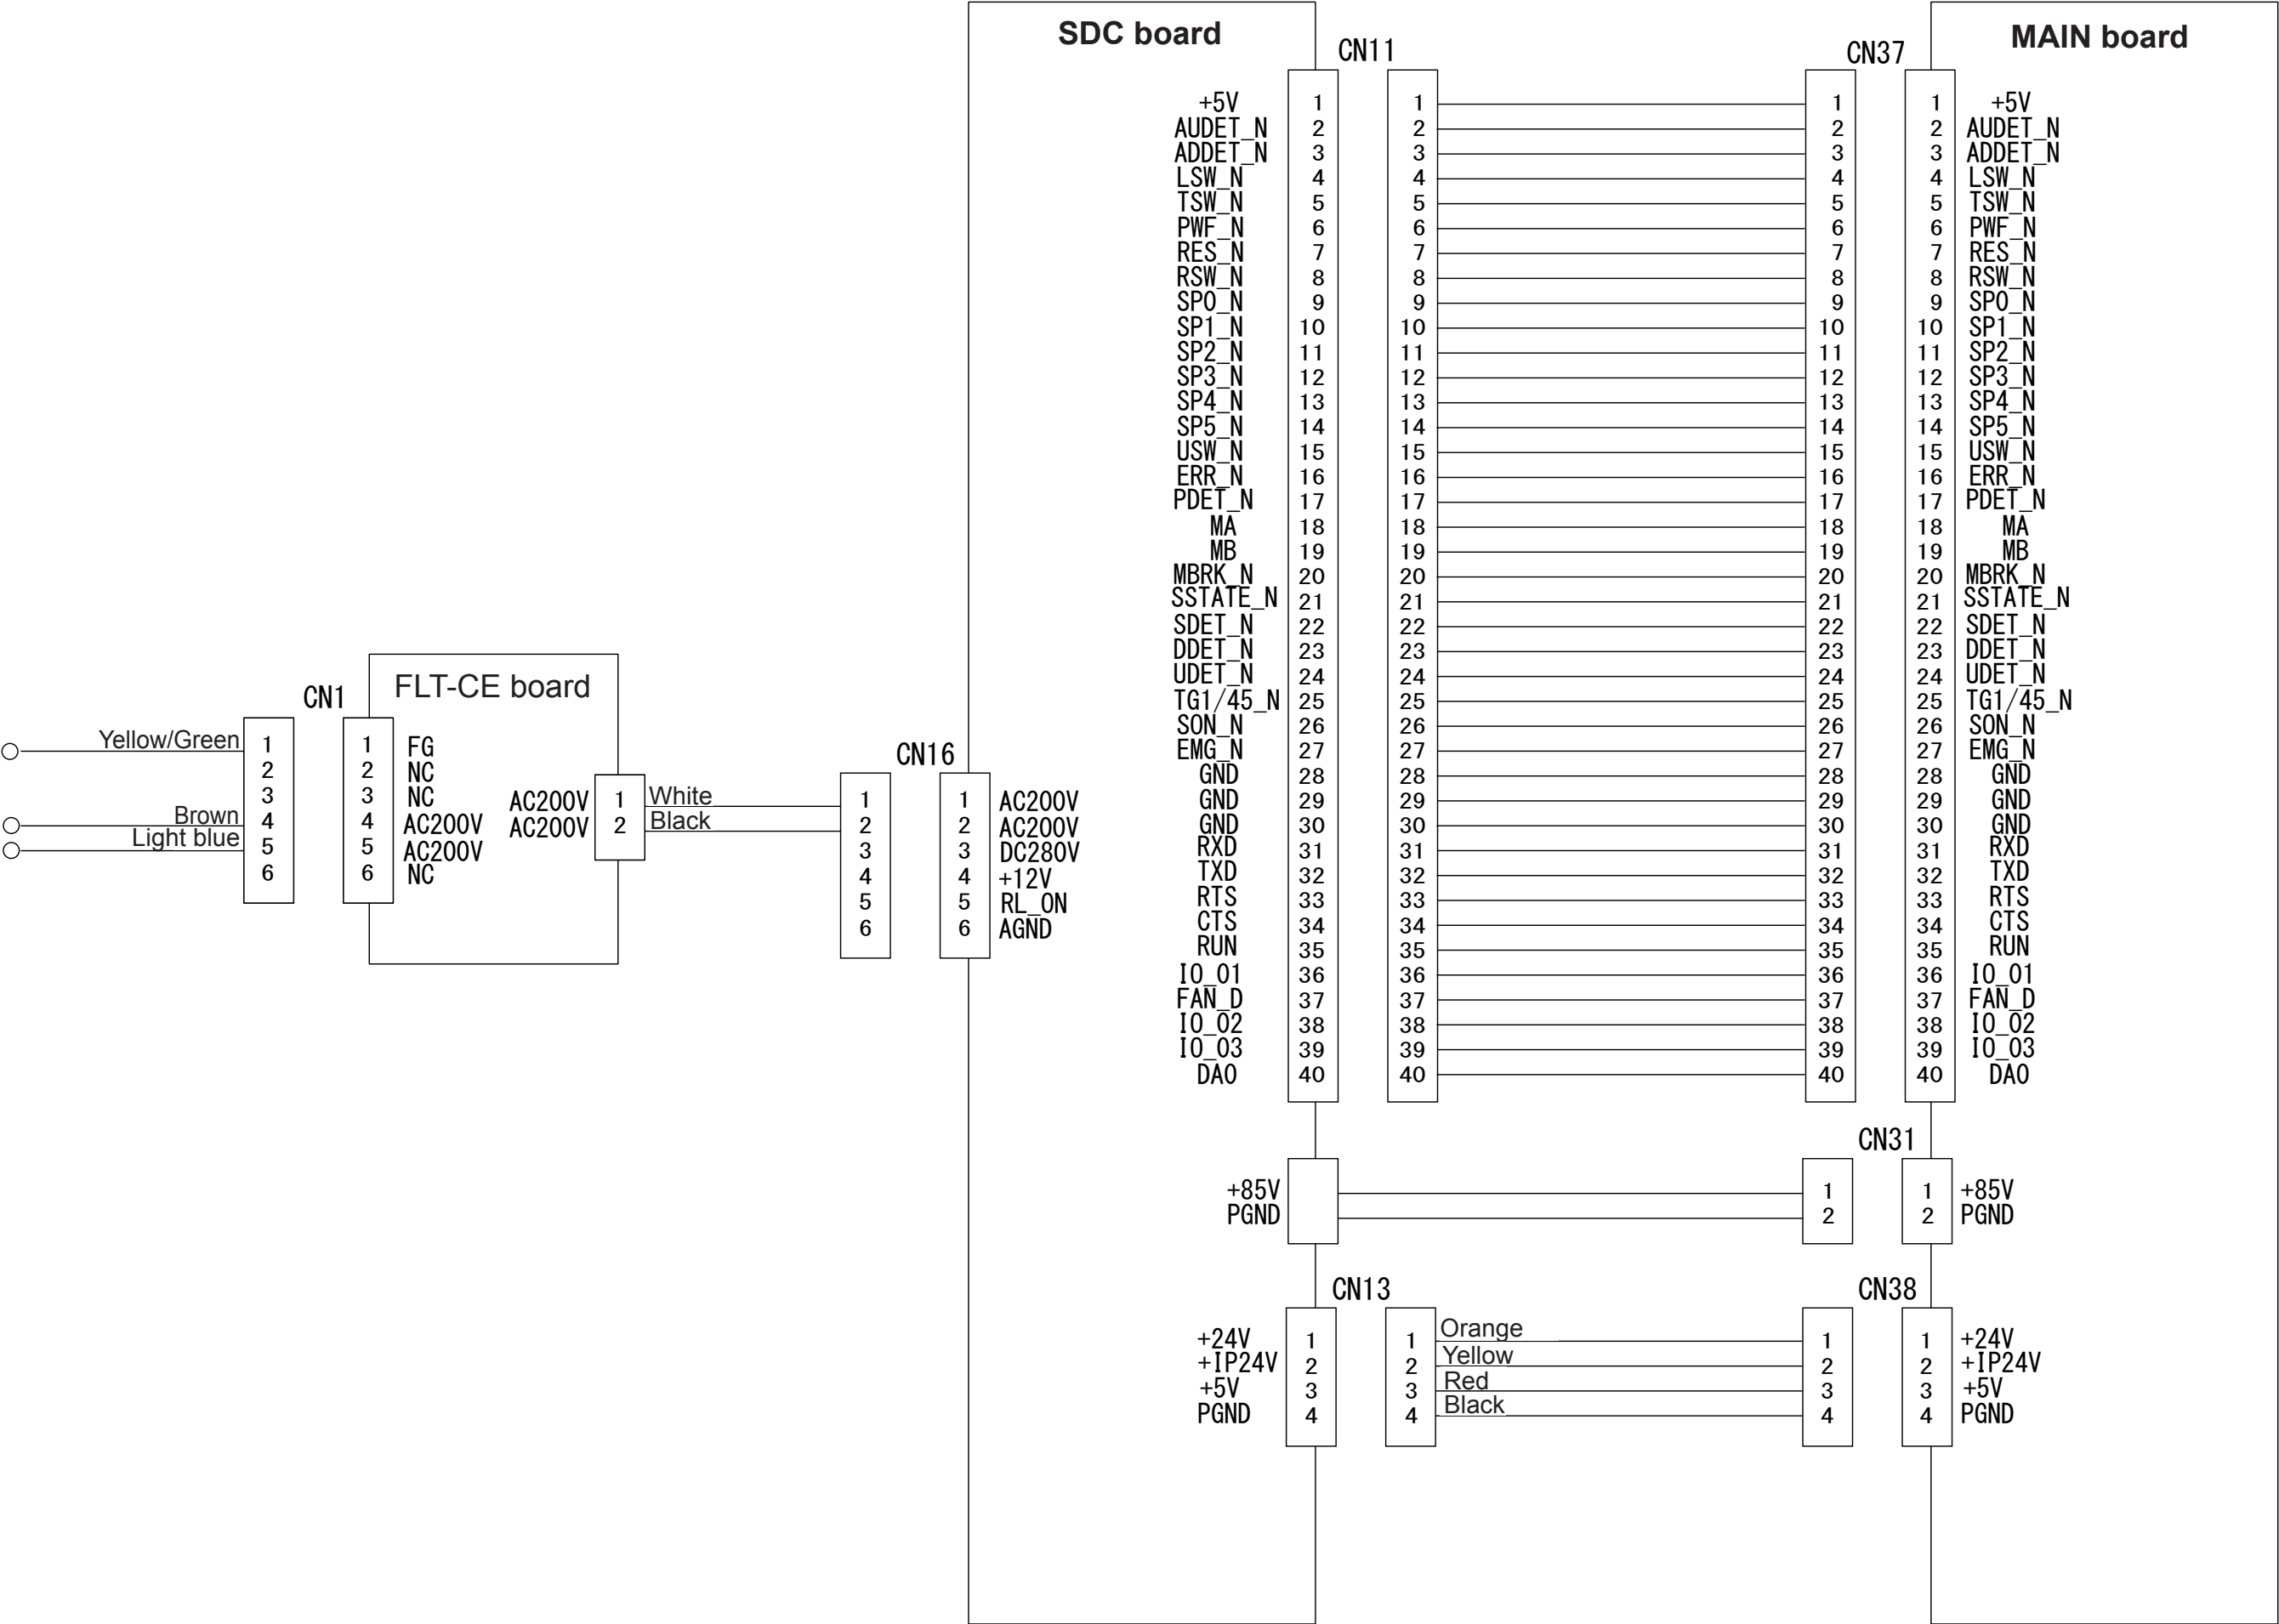 SDC board
MAIN board
CN11
CN37
+5V 1 1 1 1 +5V
AUDET_N 2 2 2 2 AUDET_N
ADDET_N 3 3 3 3 ADDET_N
LSW_N 4 4 4 4 LSW_N
TSW_N 5 5 5 5 TSW_N
PWF_N 6 6 6 6 PWF_N
RES_N 7 7 7 7 RES_N
RSW_N 8 8 8 8 RSW_N
SP0_N 9 9 9 9 SP0_N
SP1_N 10 10 10 10 SP1_N
SP2_N 11 11 11 11 SP2_N
SP3_N 12 12 12 12 SP3_N
SP4_N 13 13 13 13 SP4_N
SP5_N 14 14 14 14 SP5_N
USW_N 15 15 15 15 USW_N
ERR_N 16 16 16 16 ERR_N
PDET_N 17 17 17 17 PDET_N
MA 18 18 18 18 MA
MB 19 19 19 19 MB
MBRK_N 20 20 20 20 MBRK_N
SSTATE_N 21 21 21 21 SSTATE_N
SDET_N 22 22 22 22 SDET_N
DDET_N 23 23 23 23 DDET_N
UDET_N 24 24 24 24 UDET_N
TG1/45_N 25 25 25 25 TG1/45_N
SON_N 26 26 26 26 SON_N
EMG_N 27 27 27 27 EMG_N
GND 28 28 28 28 GND
GND 29 29 29 29 GND
GND 30 30 30 30 GND
RXD 31 31 31 31 RXD
TXD 32 32 32 32 TXD
RTS 33 33 33 33 RTS
CTS 34 34 34 34 CTS
RUN 35 35 35 35 RUN
IO_01 36 36 36 36 IO_01
FAN_D 37 37 37 37 FAN_D
IO_02 38 38 38 38 IO_02
IO_03 39 39 39 39 IO_03
DA0 40 40 40 40 DA0
FLT-CE board
CN1
Yellow/Green 1 1 FG
2 2 NC
3 3 NC
Brown 4 4 AC200V
Light blue 5 5 AC200V
6 6 NC
AC200V 1 White
AC200V 2 Black
CN16
1 1 AC200V
2 2 AC200V
3 3 DC280V
4 4 +12V
5 5 RL_ON
6 6 AGND
CN31
+85V 1 1 +85V
PGND 2 2 PGND
CN13
CN38
+24V 1 1 Orange 1 1 +24V
+IP24V 2 2 Yellow 2 2 +IP24V
+5V 3 3 Red 3 3 +5V
PGND 4 4 Black 4 4 PGND